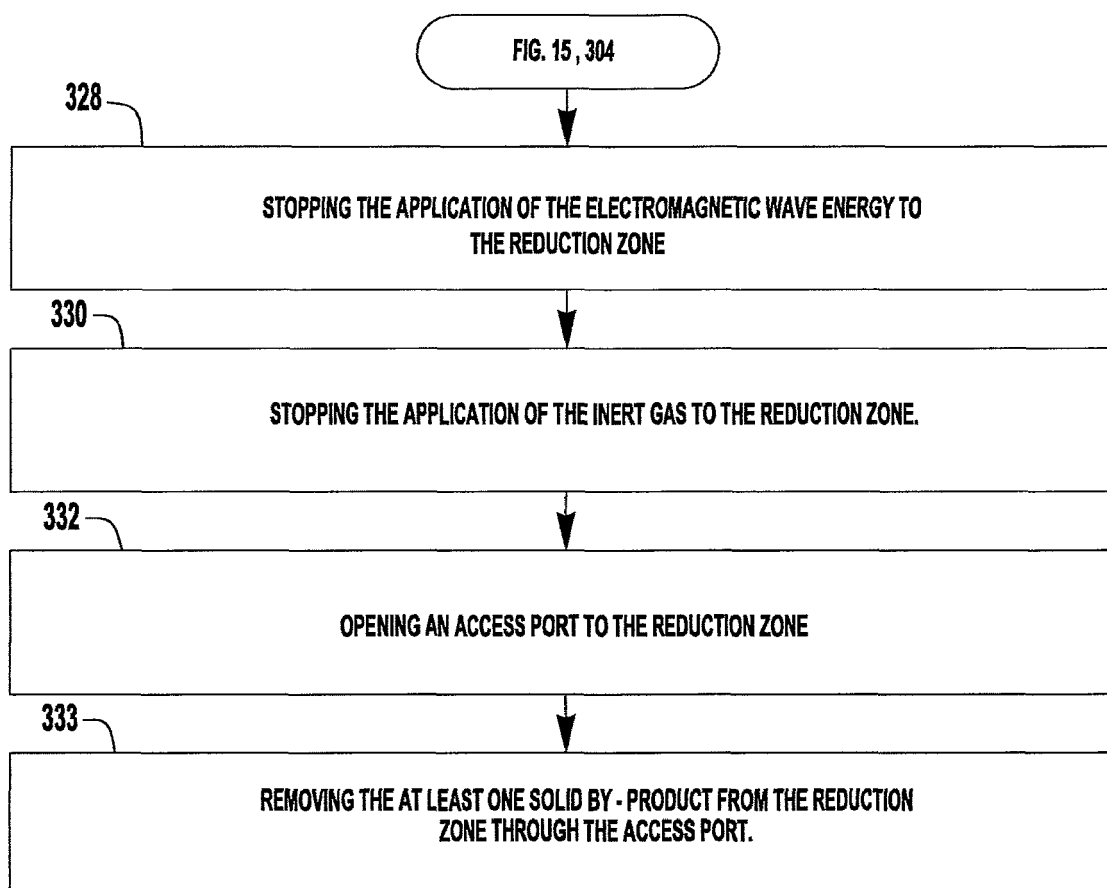 FIG. 15 , 304
328
STOPPING THE APPLICATION OF THE ELECTROMAGNETIC WAVE ENERGY TO
THE REDUCTION ZONE
330
STOPPING THE APPLICATION OF THE INERT GAS TO THE REDUCTION ZONE.
332
OPENING AN ACCESS PORT TO THE REDUCTION ZONE
333
REMOVING THE AT LEAST ONE SOLID BY - PRODUCT FROM THE REDUCTION
ZONE THROUGH THE ACCESS PORT.